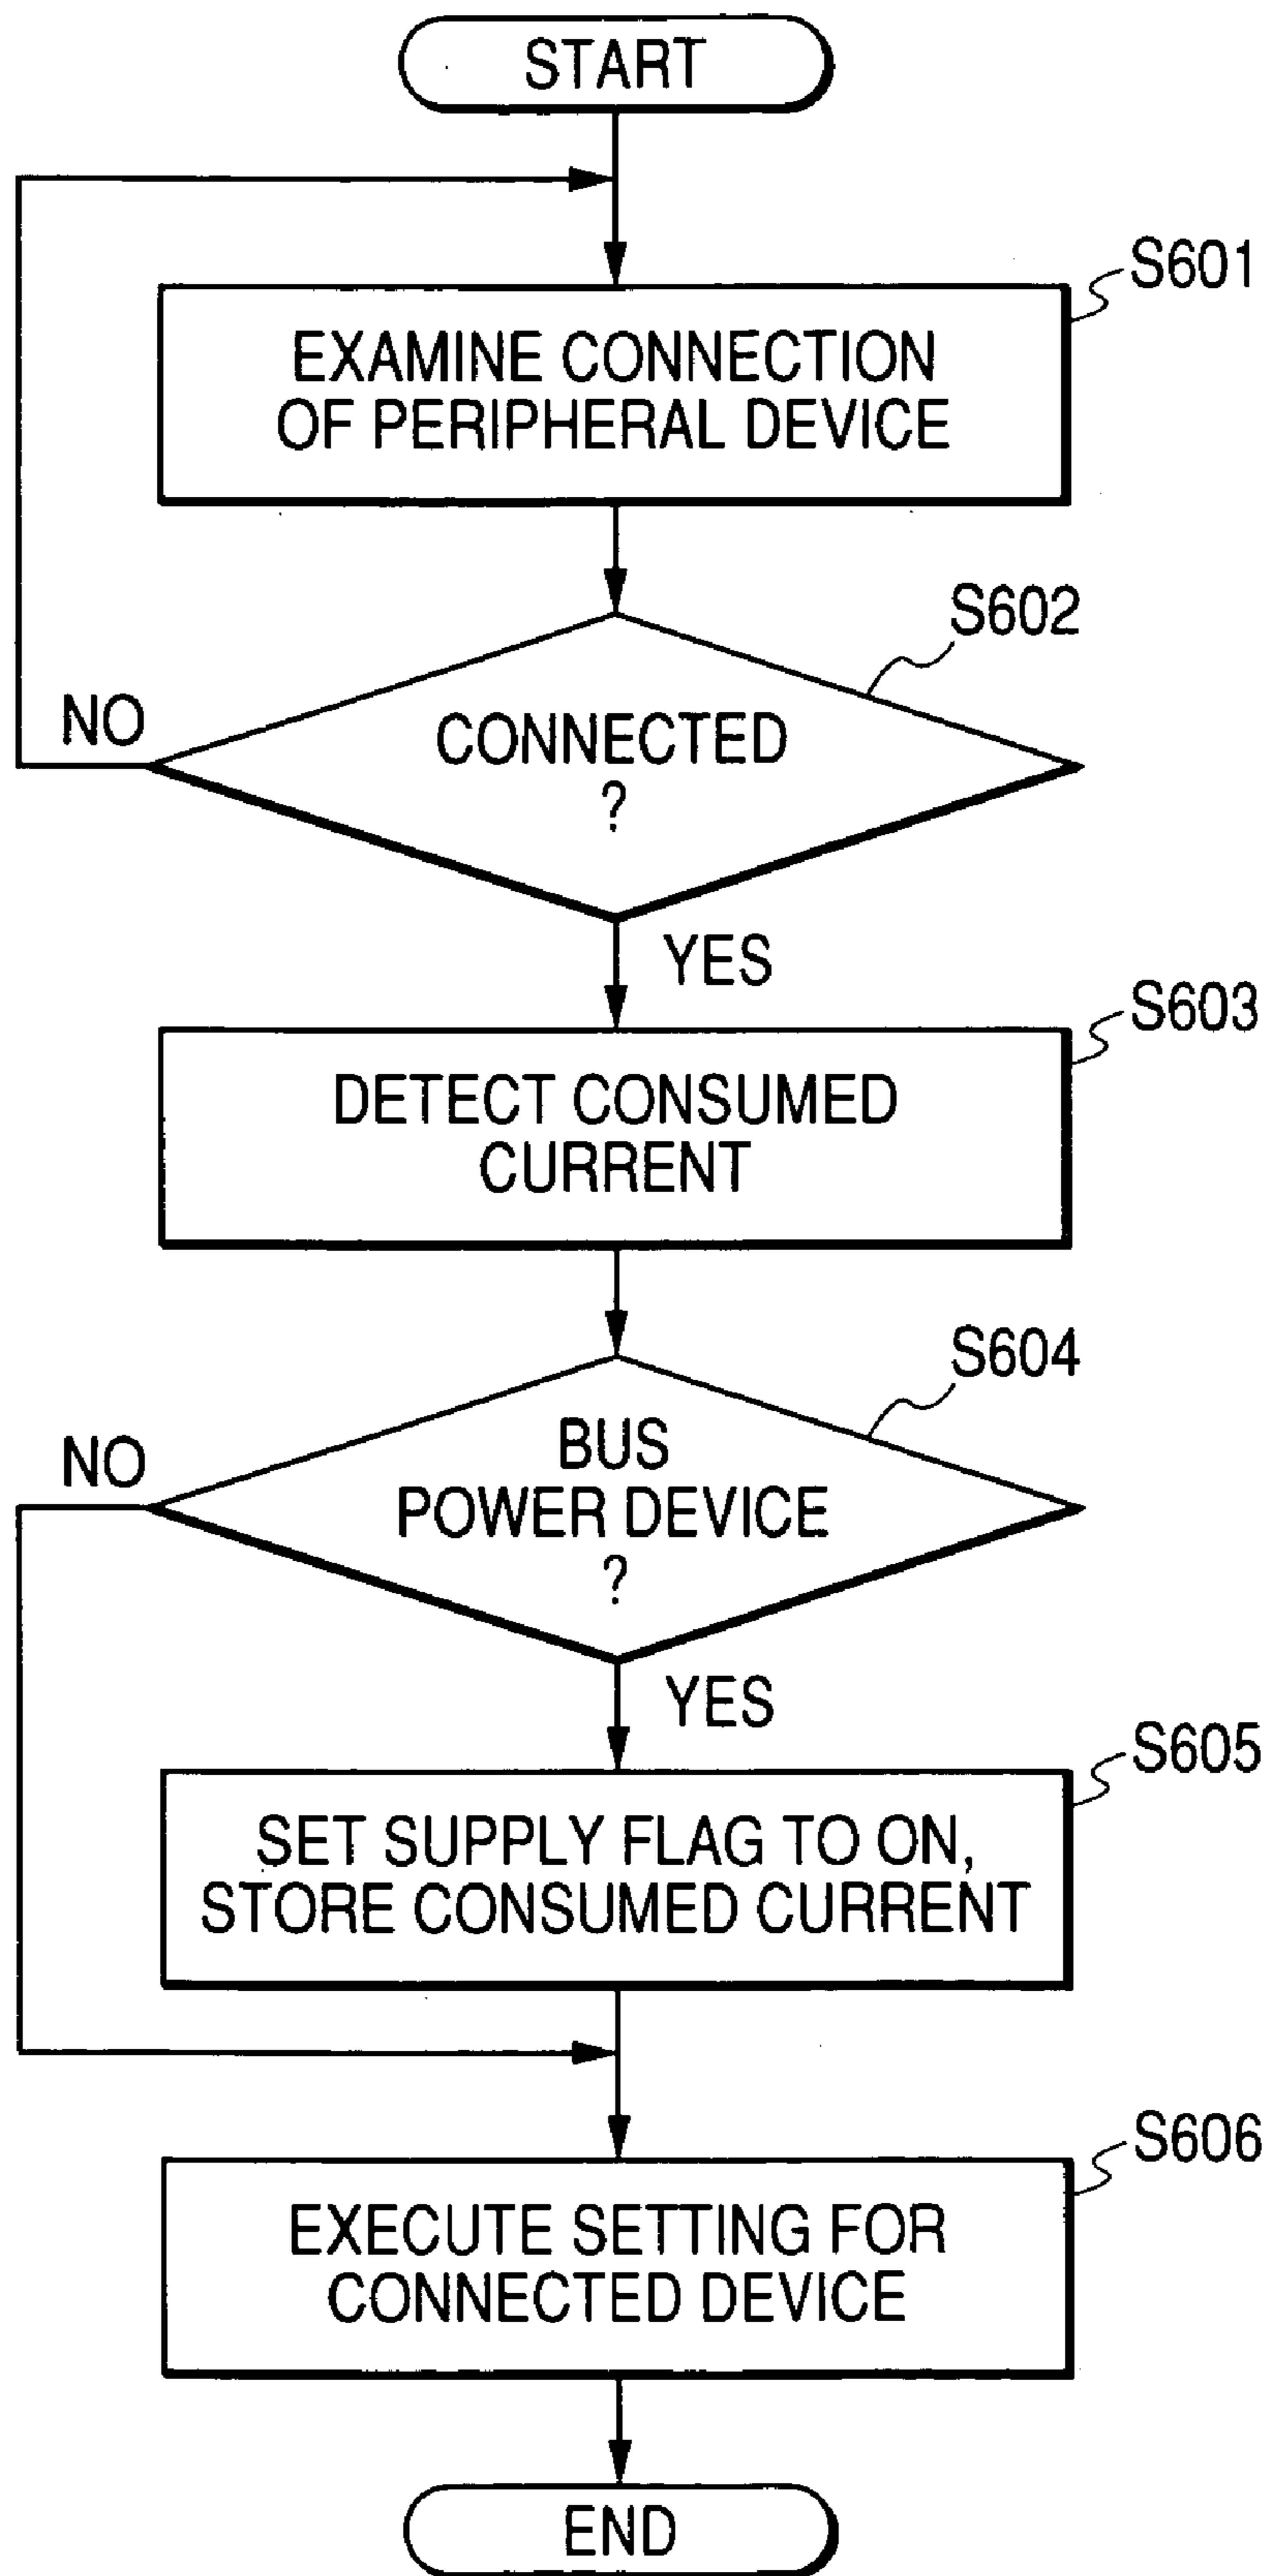 START
S601
EXAMINE CONNECTION
OF PERIPHERAL DEVICE
S602
NO
CONNECTED
?
YES
S603
DETECT CONSUMED
CURRENT
S604
NO
BUS
POWER DEVICE
?
YES
S605
SET SUPPLY FLAG TO ON,
STORE CONSUMED CURRENT
S606
EXECUTE SETTING FOR
CONNECTED DEVICE
END